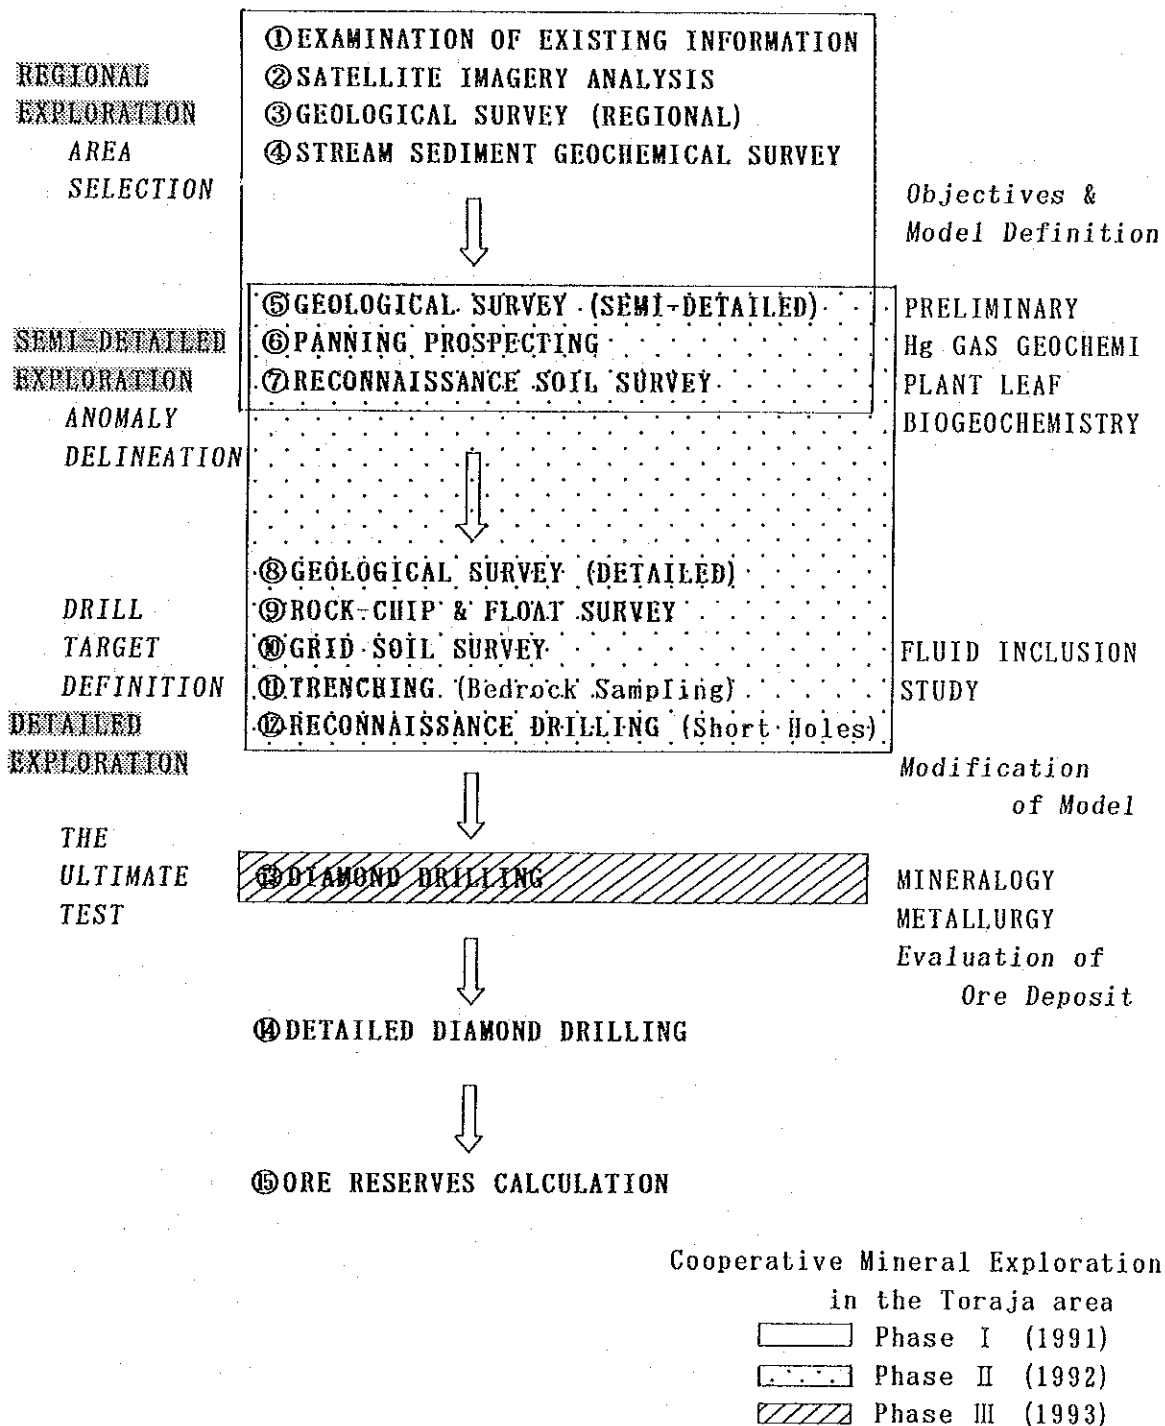 ①EXAMINATION OF EXISTING INFORMATION
②SATELLITE IMAGERY ANALYSIS
③GEOLOGICAL SURVEY (REGIONAL)
④STREAM SEDIMENT GEOCHEMICAL SURVEY
REGIONAL
EXPLORATION
AREA
SELECTION
Objectives &
Model Definition
⑤GEOLOGICAL SURVEY (SEMI-DETAILED)
⑥PANNING PROSPECTING
⑦RECONNAISSANCE SOIL SURVEY
SEMI-DETAILED
EXPLORATION
ANOMALY
DELINEATION
PRELIMINARY
Hg GAS GEOCHEMI
PLANT LEAF
BIOGEOCHEMISTRY
⑧GEOLOGICAL SURVEY (DETAILED)
⑨ROCK-CHIP & FLOAT SURVEY
⑩GRID SOIL SURVEY
⑪TRENCHING (Bedrock Sampling)
⑫RECONNAISSANCE DRILLING (Short Holes)
DRILL
TARGET
DEFINITION
DETAILED
EXPLORATION
FLUID INCLUSION
STUDY
Modification
of Model
THE
ULTIMATE
TEST
⑬DIAMOND DRILLING
MINERALOGY
METALLURGY
Evaluation of
Ore Deposit
⑭DETAILED DIAMOND DRILLING
⑮ORE RESERVES CALCULATION
Cooperative Mineral Exploration
in the Toraja area
Phase I (1991)
Phase II (1992)
Phase III (1993)